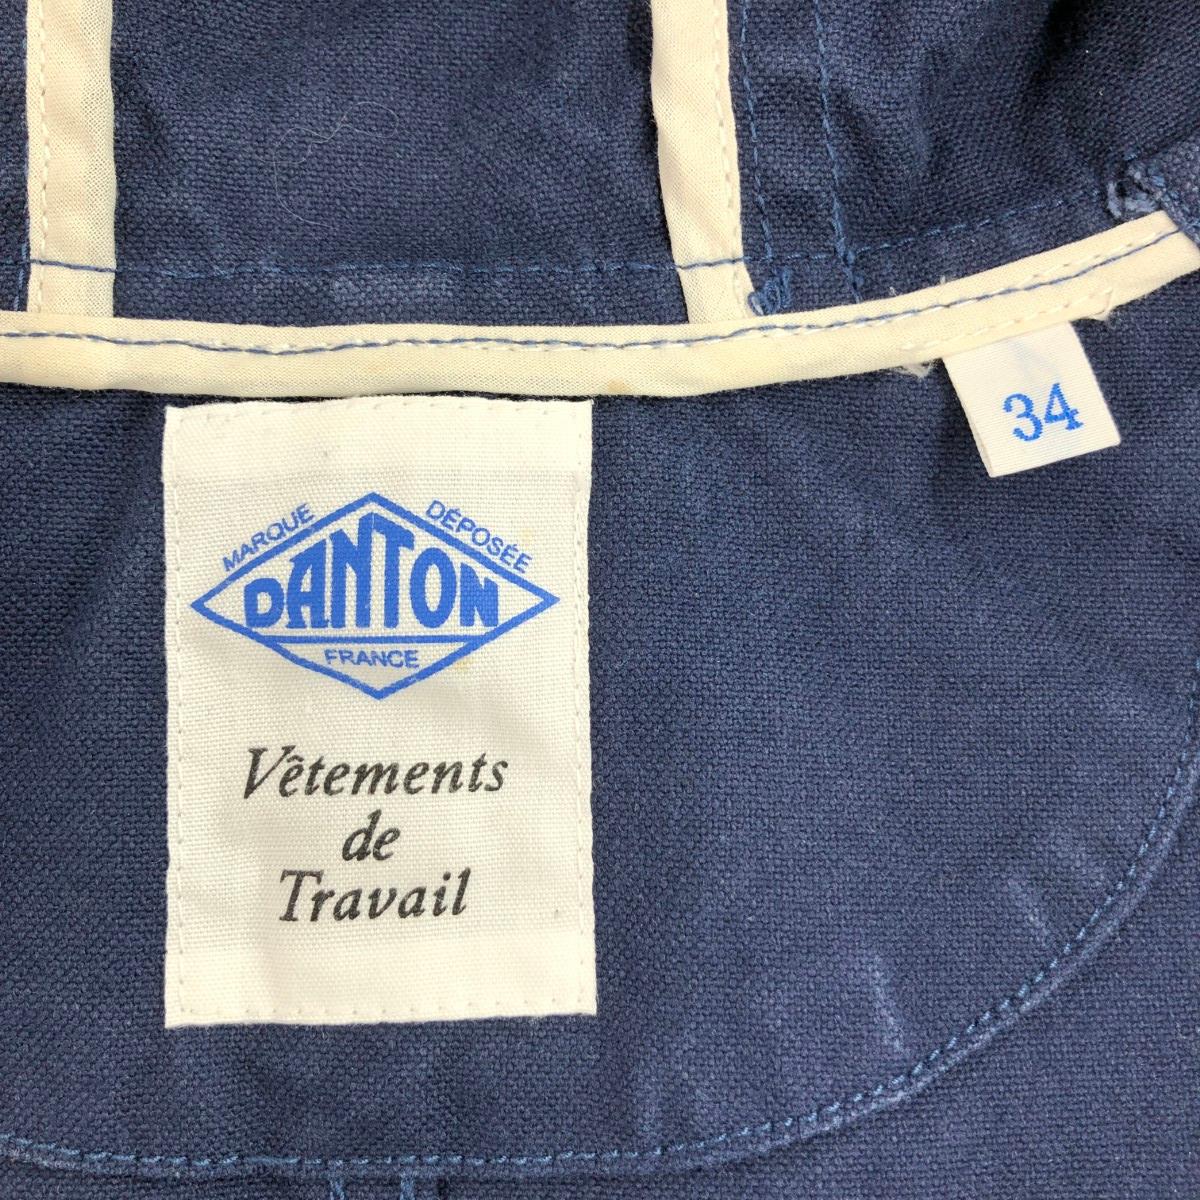 MARQUE DÉPOSÉE
DANTON
FRANCE
Vêtements
de
Travail
34